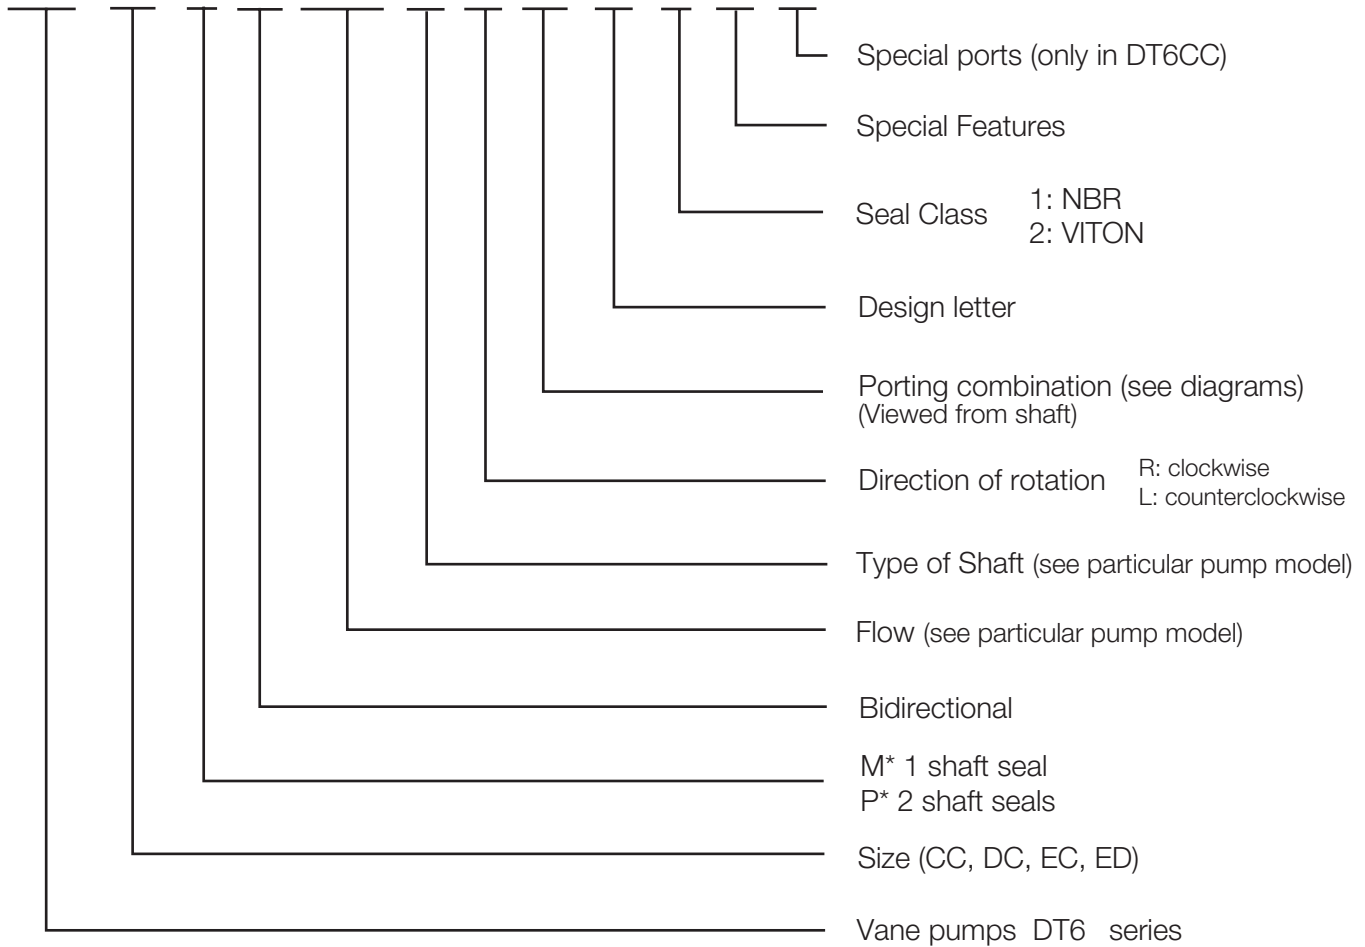 Special ports (only in DT6CC)
Special Features
Seal Class 1: NBR
2: VITON
Design letter
Porting combination (see diagrams)
(Viewed from shaft)
Direction of rotation R: clockwise
L: counterclockwise
Type of Shaft (see particular pump model)
Flow (see particular pump model)
Bidirectional
M* 1 shaft seal
P* 2 shaft seals
Size (CC, DC, EC, ED)
Vane pumps DT6 series